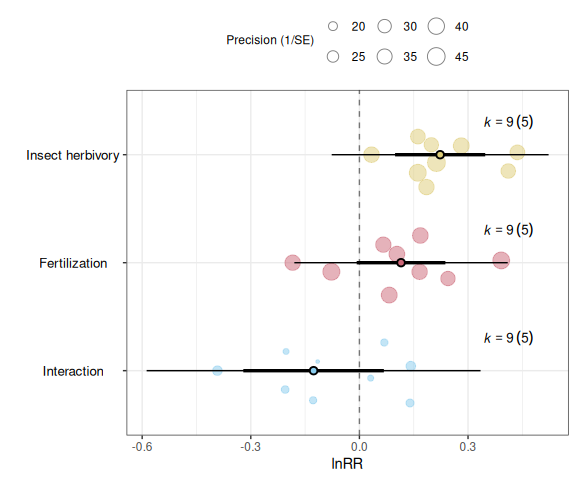 Precision (1/SE) 20 30 40
25 35 45
k = 9 (5)
Insect herbivory
k = 9 (5)
Fertilization
k = 9 (5)
Interaction
-0.6 -0.3 0.0 0.3
lnRR